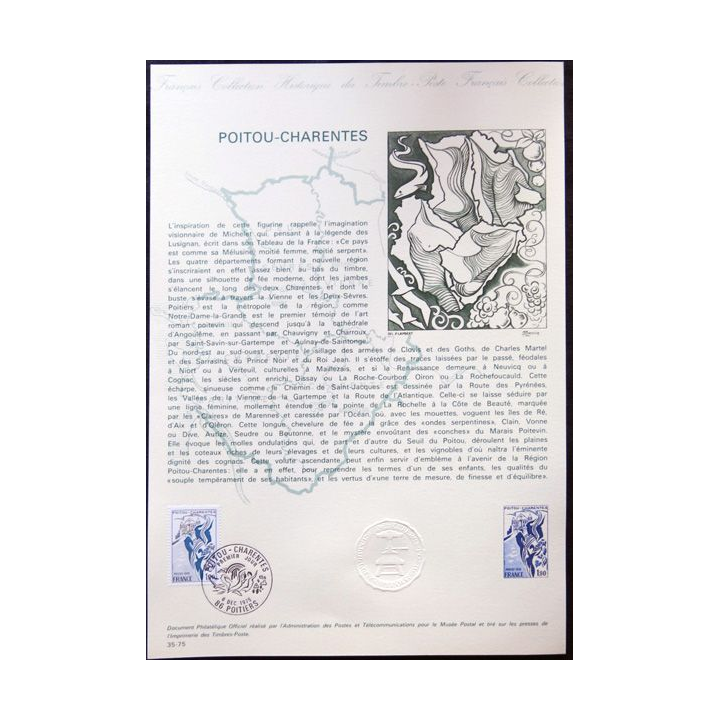 Français Collection Historique du Timbre-Poste Français Collection
POITOU-CHARENTES
L'inspiration de cette figurine rappelle l'imagination
visionnaire de Michelet qui, pensant à la légende des
Lusignan, écrit dans son Tableau de la France : «Ce pays
est comme sa Mélusine, moitié femme, moitié serpent».
Les quatre départements formant la nouvelle région
s'inscriraient en effet assez bien, au bas du timbre,
dans une silhouette de fée moderne, dont les jambes
s'élancent le long des deux Charentes et dont le
buste s'évase à travers la Vienne et les Deux-Sèvres.
Poitiers est la métropole de la région, comme
Notre-Dame-la-Grande est le premier témoin de l'art
roman poitevin qui descend jusqu'à la cathédrale
d'Angoulême, en passant par Chauvigny et Charroux,
par Saint-Savin-sur-Gartempe et Aulnay-de-Saintonge.
Du nord-est au sud-ouest, serpente le sillage des armées de Clovis et des Goths, de Charles Martel
et des Sarrasins, du Prince Noir et du Roi Jean. Il s'étoffe des traces laissées par le passé, féodales
à Niort ou à Verteuil, culturelles à Maillezais, et si la Renaissance demeure à Neuvicq ou à
Cognac, les siècles ont enrichi Dissay ou La Roche-Courbon, Oiron ou La Rochefoucauld. Cette
écharpe, sinueuse comme le Chemin de Saint-Jacques est dessinée par la Route des Pyrénées,
les Vallées de la Vienne, de la Gartempe et la Route de l'Atlantique. Celle-ci se laisse séduire par
une ligne, féminine, mollement étendue de la pointe de La Rochelle à la Côte de Beauté, marquée
par les «Claires» de Marennes et caressée par l'Océan où, avec les mouettes, voguent les îles de Ré,
d'Aix et d'Oléron. Cette longue chevelure de fée a la grâce des «ondes serpentines», Clain, Vonne
ou Dive, Autize, Seudre ou Boutonne, et le mystère envoûtant des «conches» du Marais Poitevin.
Elle évoque les molles ondulations qui, de part et d'autre du Seuil du Poitou, déroulent les plaines
et les coteaux lourds de leurs élevages et de leurs cultures, et les vignobles d'où naîtra l'éminente
dignité des cognacs. Cette volute ascendante peut enfin servir d'emblème à l'avenir de la Région
Poitou-Charentes : elle a en effet, pour reprendre les termes d'un de ses enfants, les qualités du
«souple tempérament de ses habitants», et les vertus d'«une terre de mesure, de finesse et d'équilibre».
POITOU-CHARENTES
FRANCE
POITOU-CHARENTES
PREMIER JOUR
6 DEC. 1975
86 POITIERS
POITOU-CHARENTES
FRANCE
Document Philatélique Officiel réalisé par l'Administration des Postes et Télécommunications pour le Musée Postal et tiré sur les presses de
l'Imprimerie des Timbres-Poste.
35-75